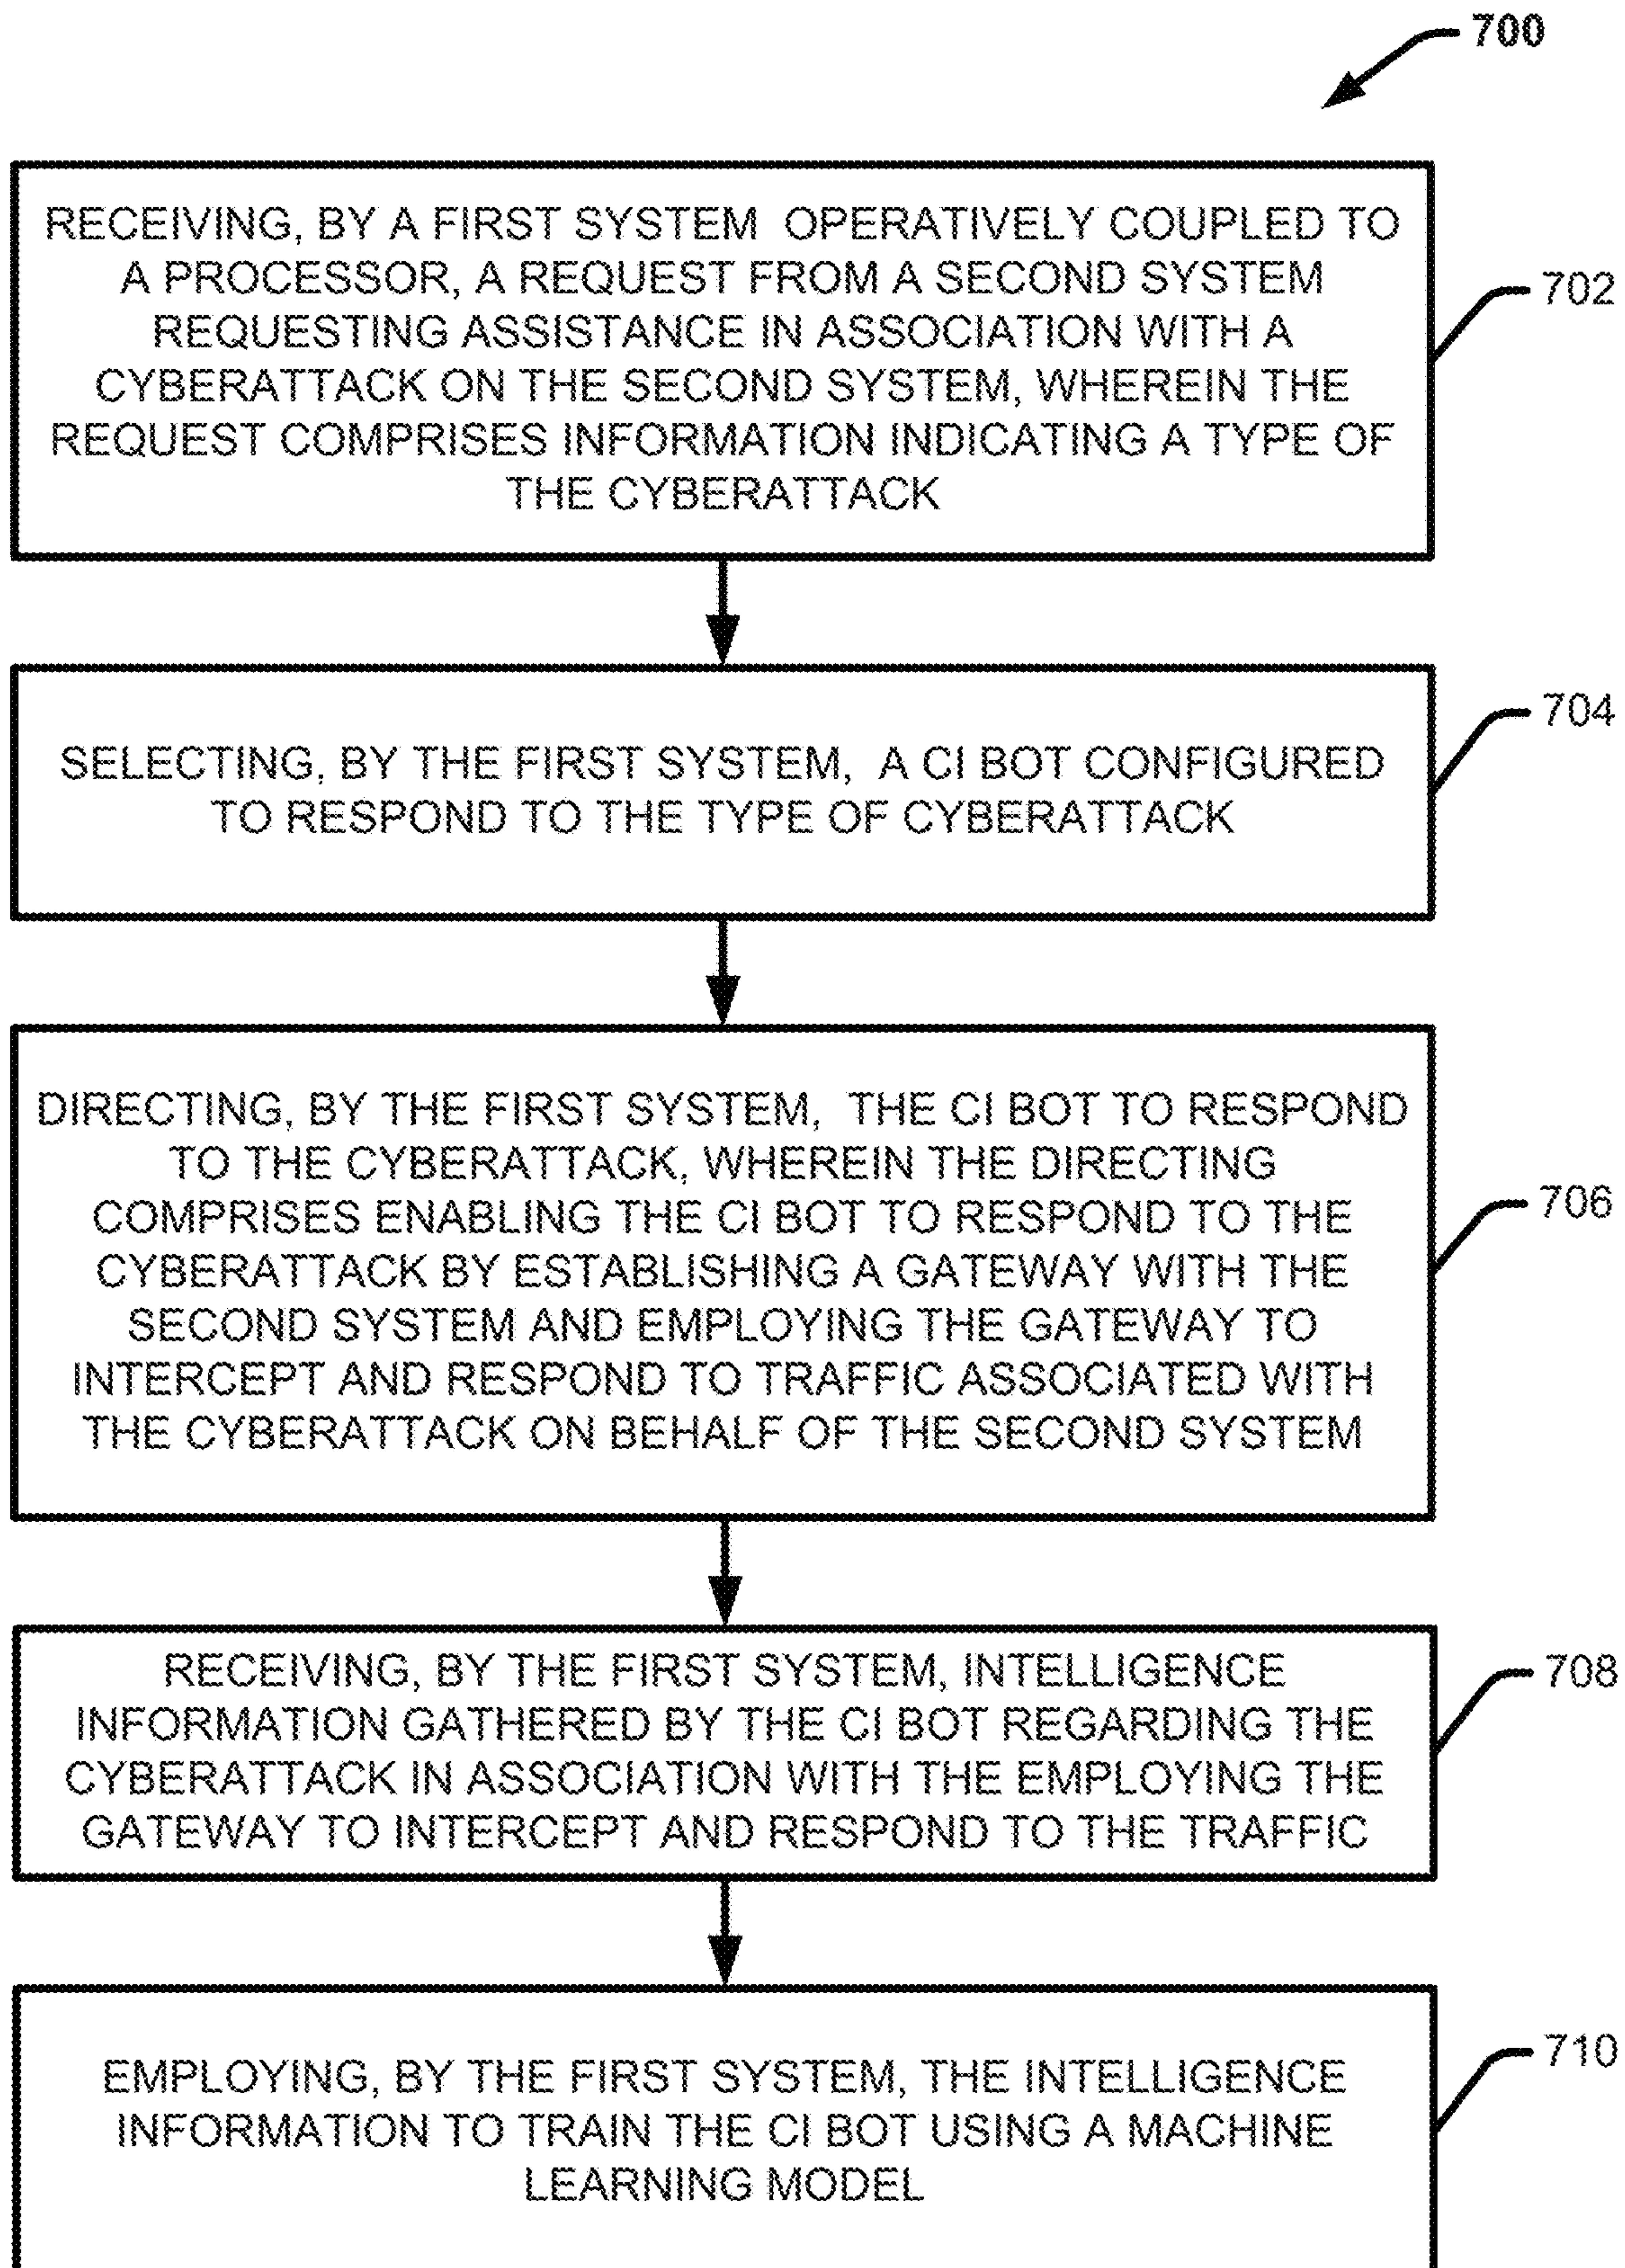 700
RECEIVING, BY A FIRST SYSTEM OPERATIVELY COUPLED TO
A PROCESSOR, A REQUEST FROM A SECOND SYSTEM
REQUESTING ASSISTANCE IN ASSOCIATION WITH A
CYBERATTACK ON THE SECOND SYSTEM, WHEREIN THE
REQUEST COMPRISES INFORMATION INDICATING A TYPE OF
THE CYBERATTACK
702
SELECTING, BY THE FIRST SYSTEM, A CI BOT CONFIGURED
TO RESPOND TO THE TYPE OF CYBERATTACK
704
DIRECTING, BY THE FIRST SYSTEM, THE CI BOT TO RESPOND
TO THE CYBERATTACK, WHEREIN THE DIRECTING
COMPRISES ENABLING THE CI BOT TO RESPOND TO THE
CYBERATTACK BY ESTABLISHING A GATEWAY WITH THE
SECOND SYSTEM AND EMPLOYING THE GATEWAY TO
INTERCEPT AND RESPOND TO TRAFFIC ASSOCIATED WITH
THE CYBERATTACK ON BEHALF OF THE SECOND SYSTEM
706
RECEIVING, BY THE FIRST SYSTEM, INTELLIGENCE
INFORMATION GATHERED BY THE CI BOT REGARDING THE
CYBERATTACK IN ASSOCIATION WITH THE EMPLOYING THE
GATEWAY TO INTERCEPT AND RESPOND TO THE TRAFFIC
708
EMPLOYING, BY THE FIRST SYSTEM, THE INTELLIGENCE
INFORMATION TO TRAIN THE CI BOT USING A MACHINE
LEARNING MODEL
710